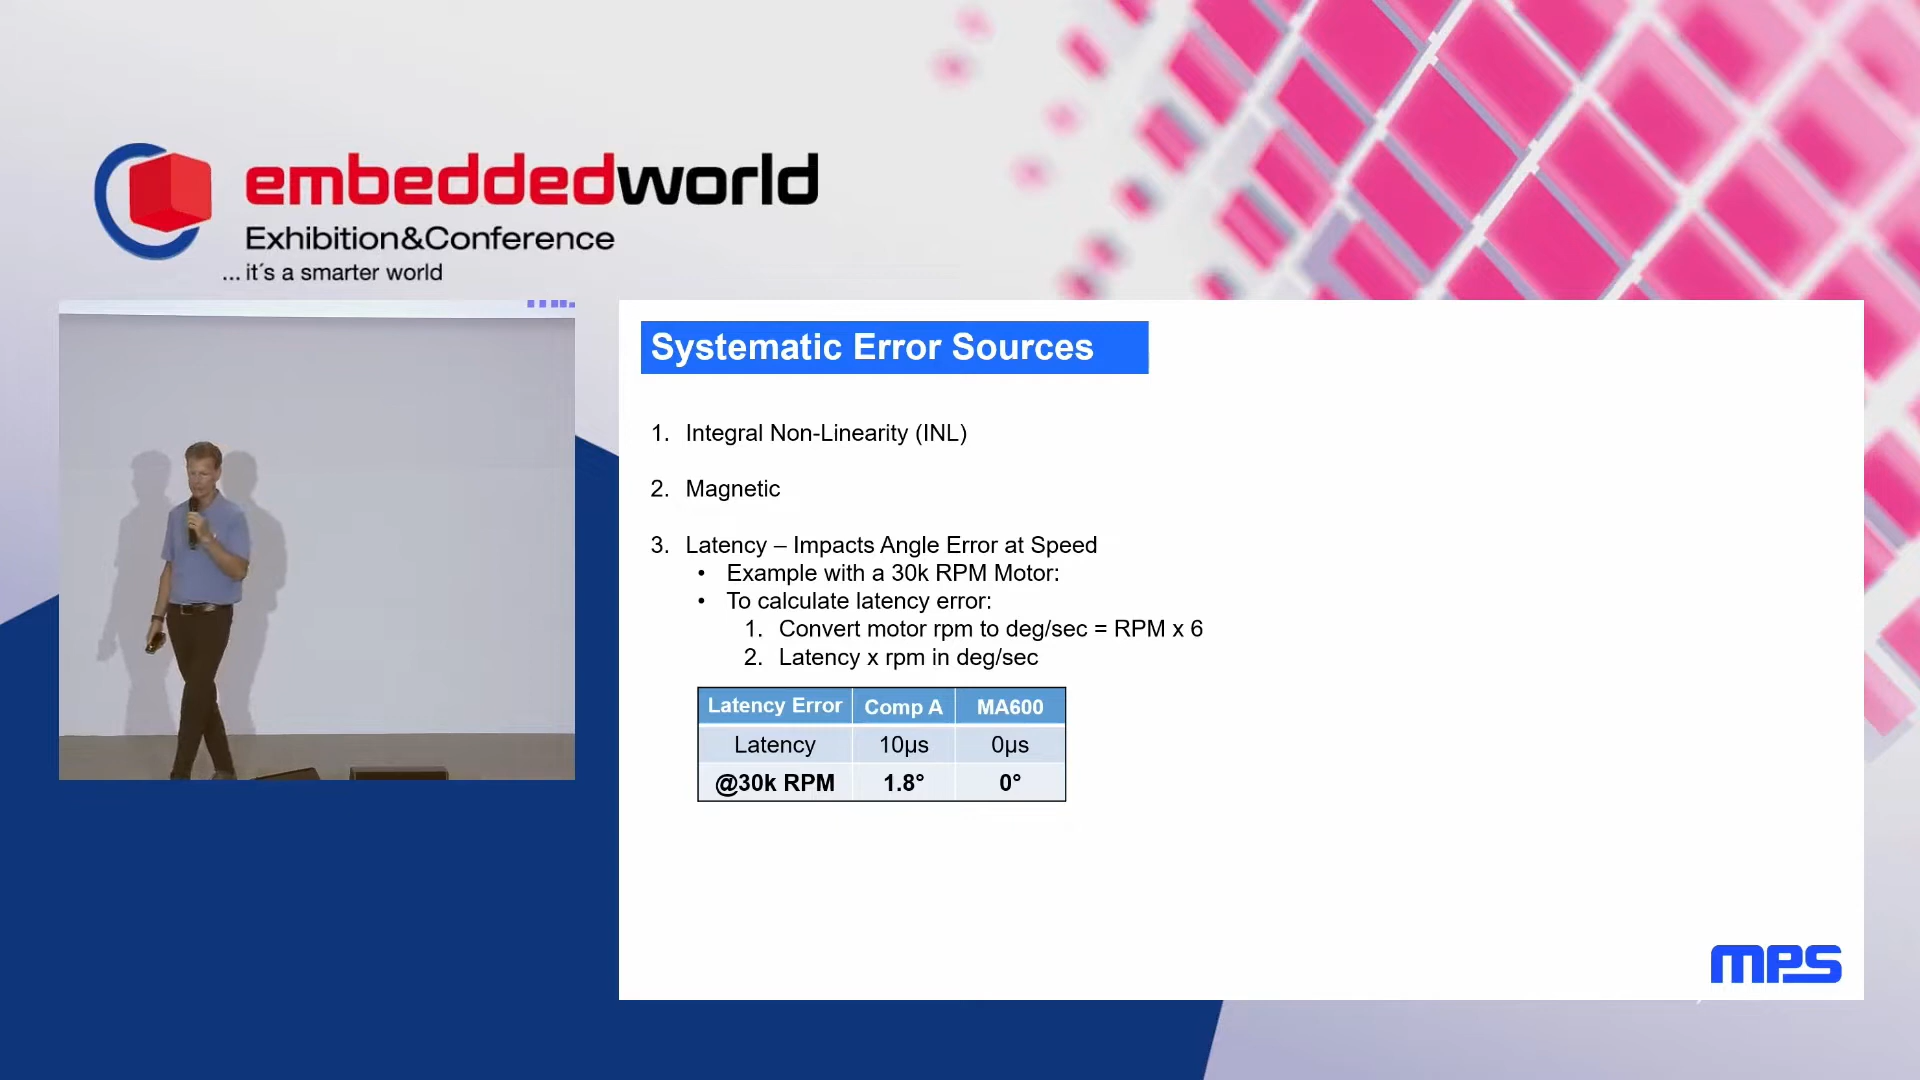 embeddedworld
Exhibition&Conference
... it´s a smarter world
Systematic Error Sources
1. Integral Non-Linearity (INL)
2. Magnetic
3. Latency – Impacts Angle Error at Speed
• Example with a 30k RPM Motor:
• To calculate latency error:
1. Convert motor rpm to deg/sec = RPM x 6
2. Latency x rpm in deg/sec
Latency Error Comp A MA600
Latency 10µs 0µs
@30k RPM 1.8° 0°
mps